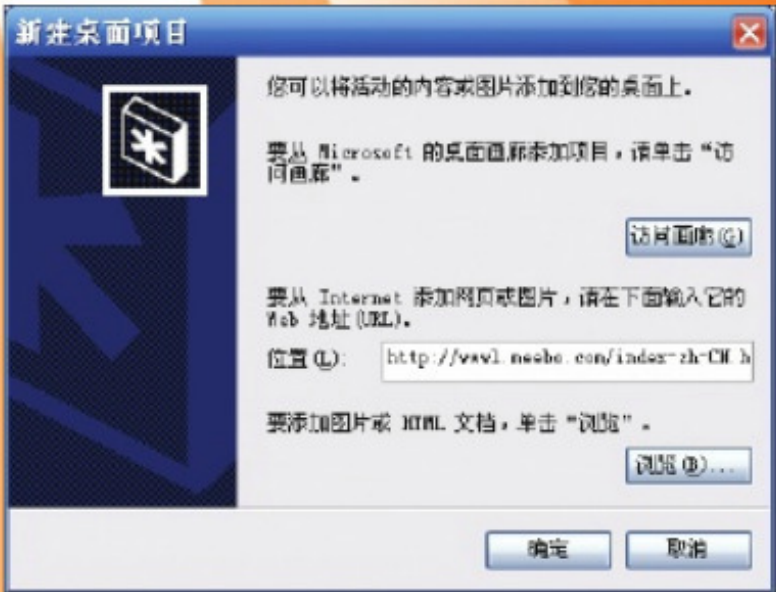 新建桌面项目
您可以将活动的内容或图片添加到您的桌面上。
要从 Microsoft 的桌面画廊添加项目，请单击“访
问画廊”。
访问画廊(G)
要从 Internet 添加网页或图片，请在下面输入它的
Web 地址(URL)。
位置(L):
http://www1.meebo.com/index-zh-CN.h
要添加图片或 HTML 文档，单击“浏览”。
浏览(B)...
确定
取消